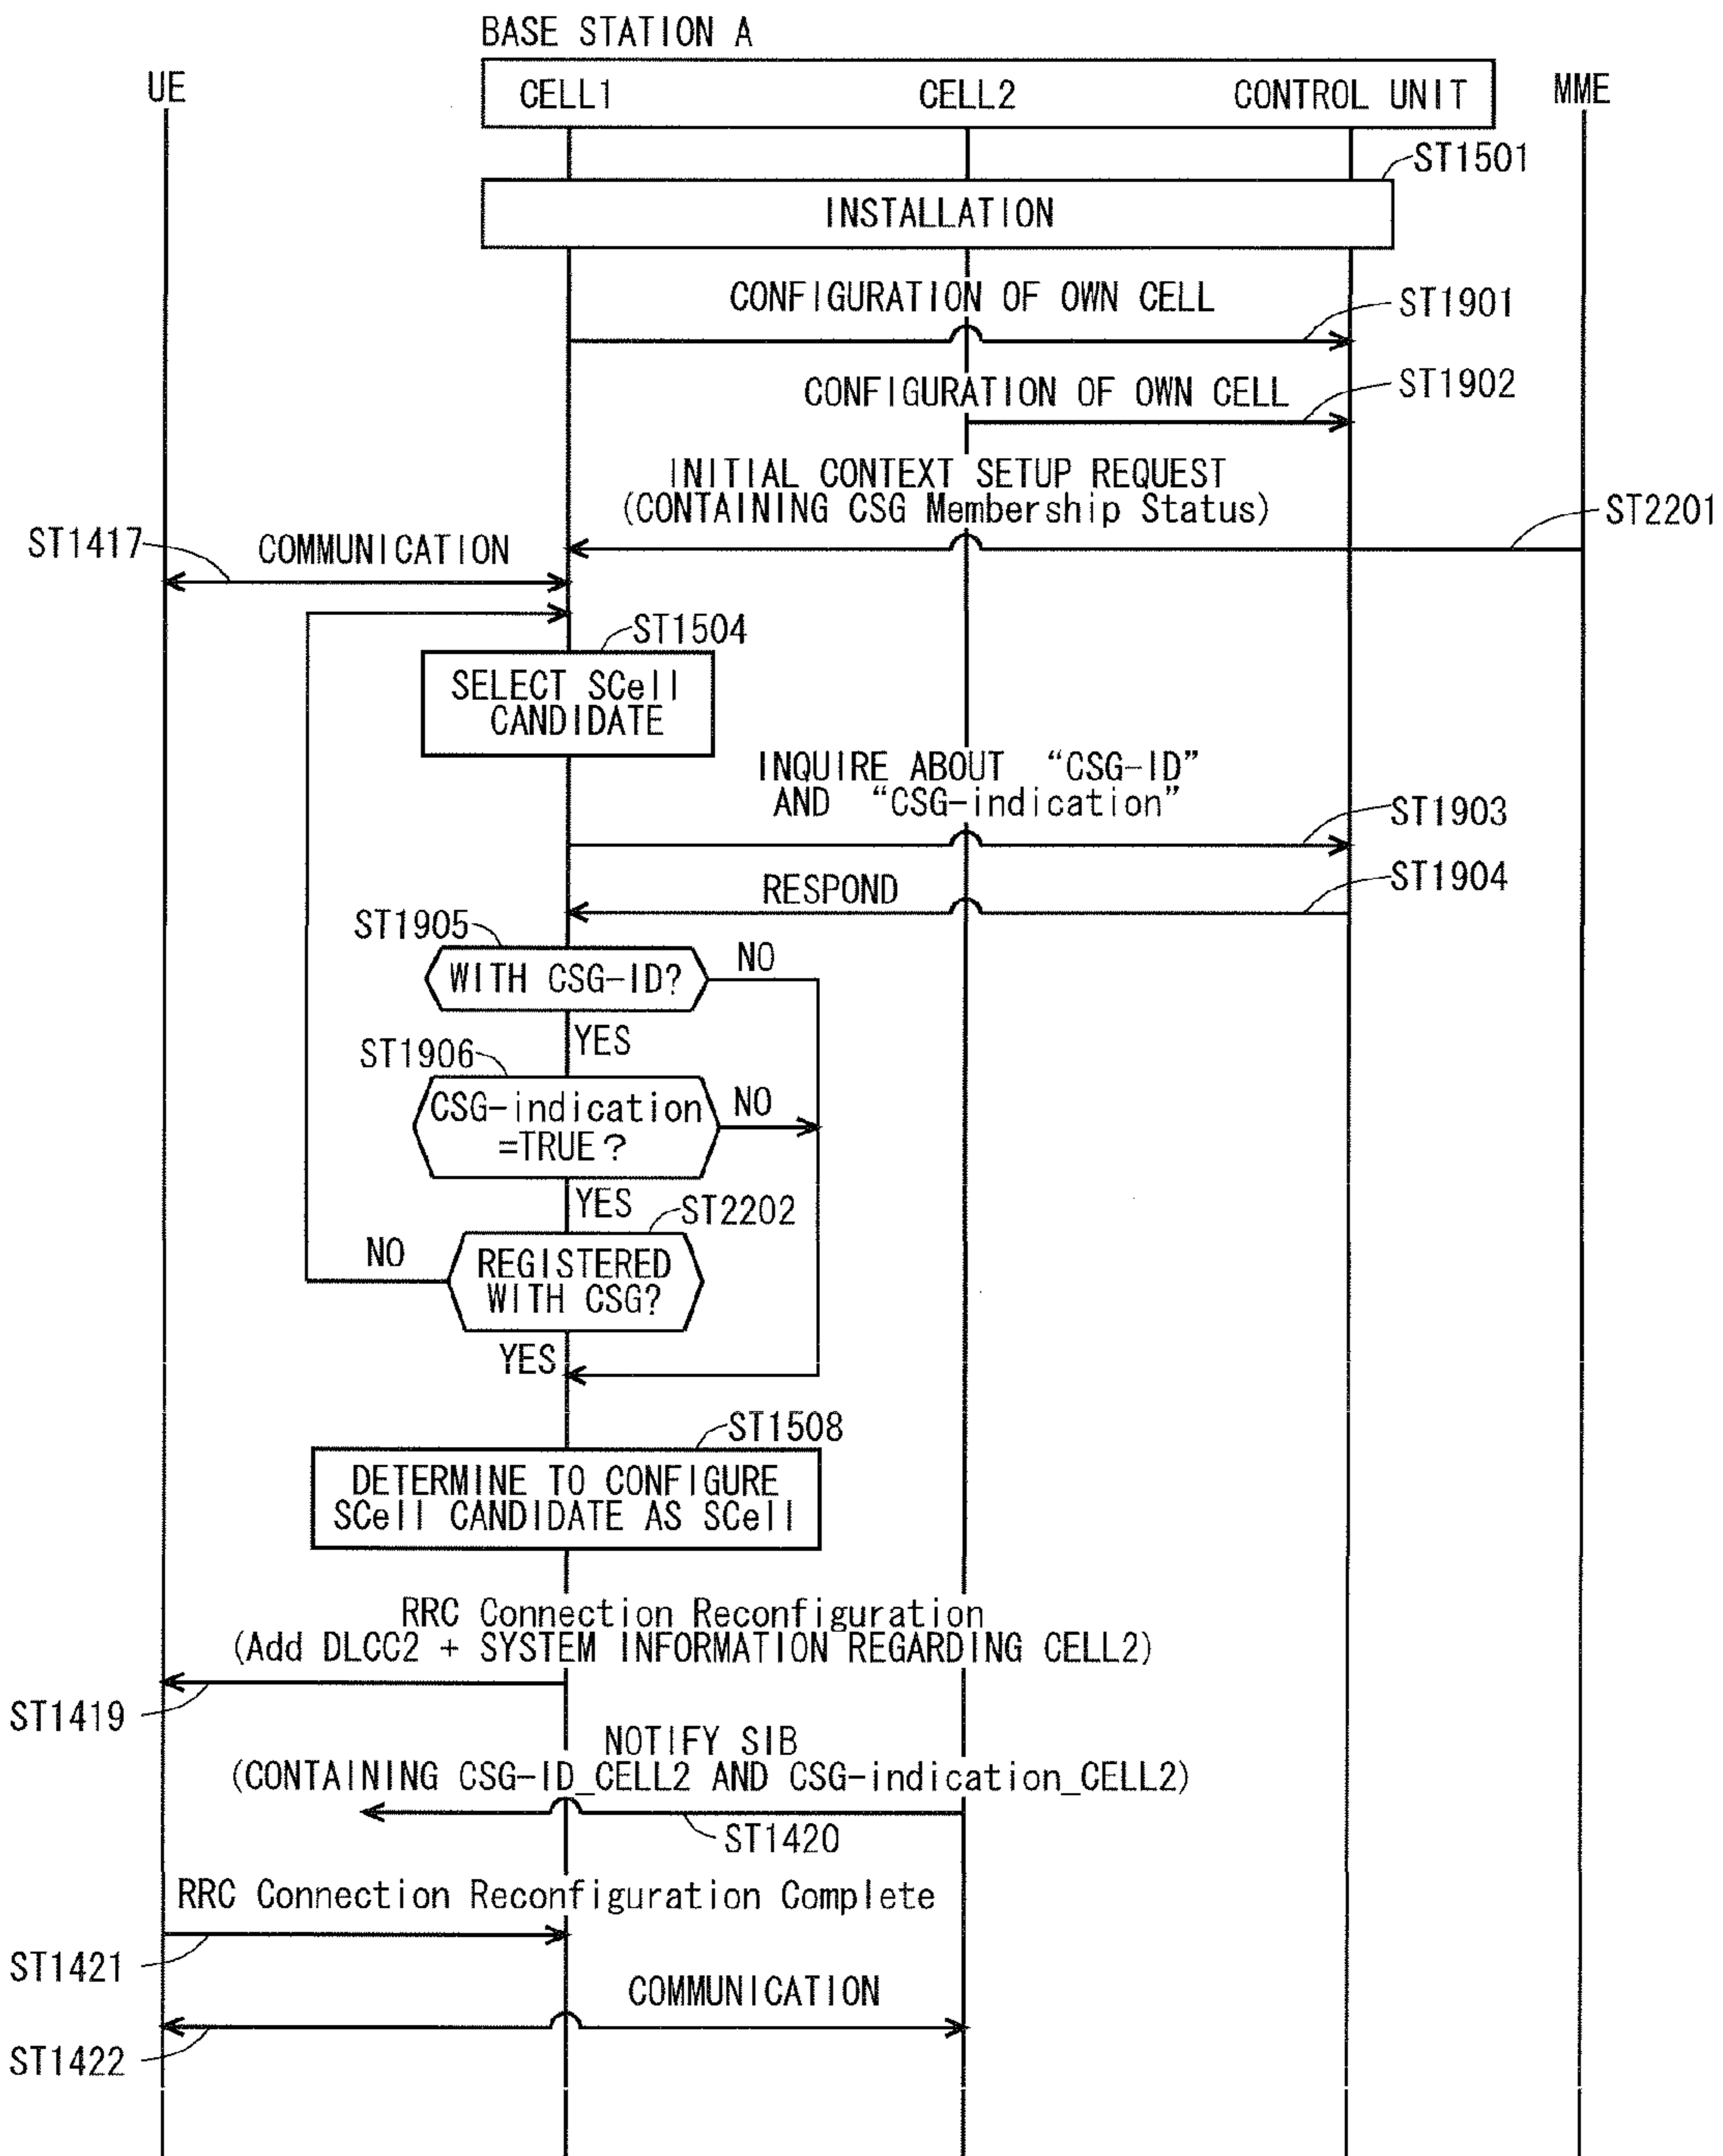 BASE STATION A
UE
CELL1
CELL2
CONTROL UNIT
MME
ST1501
INSTALLATION
CONFIGURATION OF OWN CELL
ST1901
CONFIGURATION OF OWN CELL
ST1902
INITIAL CONTEXT SETUP REQUEST
(CONTAINING CSG Membership Status)
ST2201
ST1417
COMMUNICATION
ST1504
SELECT SCell
CANDIDATE
INQUIRE ABOUT “CSG-ID”
AND “CSG-indication”
ST1903
RESPOND
ST1904
ST1905
WITH CSG-ID?
NO
YES
ST1906
CSG-indication
=TRUE?
NO
YES
ST2202
NO
REGISTERED
WITH CSG?
YES
ST1508
DETERMINE TO CONFIGURE
SCell CANDIDATE AS SCell
RRC Connection Reconfiguration
(Add DLCC2 + SYSTEM INFORMATION REGARDING CELL2)
ST1419
NOTIFY SIB
(CONTAINING CSG-ID_CELL2 AND CSG-indication_CELL2)
ST1420
RRC Connection Reconfiguration Complete
ST1421
COMMUNICATION
ST1422